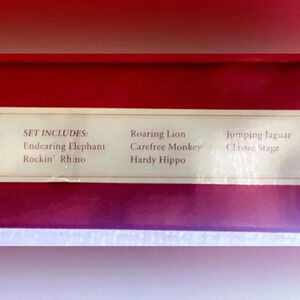 SET INCLUDES:
Endearing Elephant
Rockin' Rhino
Roaring Lion
Carefree Monkey
Hardy Hippo
Jumping Jaguar
Classic Stage